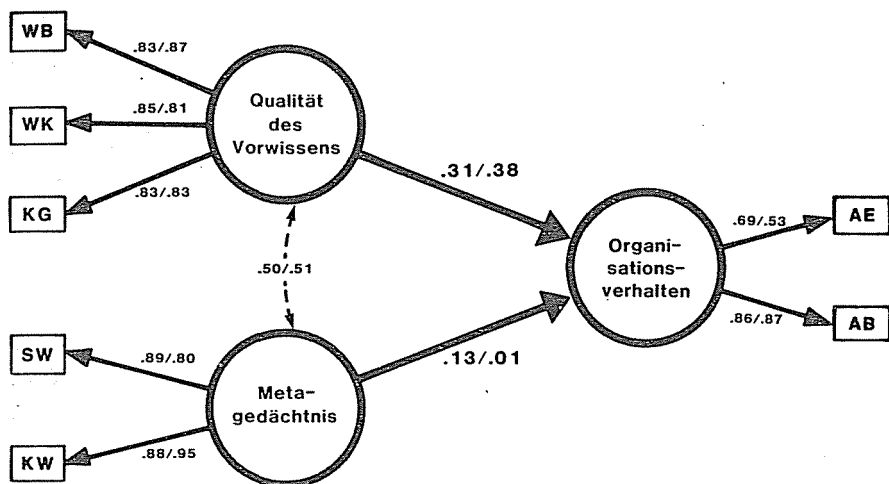 WB
.83/.87
WK
.85/.81
KG
.83/.83
Qualität
des
Vorwissens
.31/.38
.50/.51
SW
.89/.80
KW
.88/.95
Meta-
gedächtnis
.13/.01
Organi-
sations-
verhalten
.69/.53
AE
.86/.87
AB